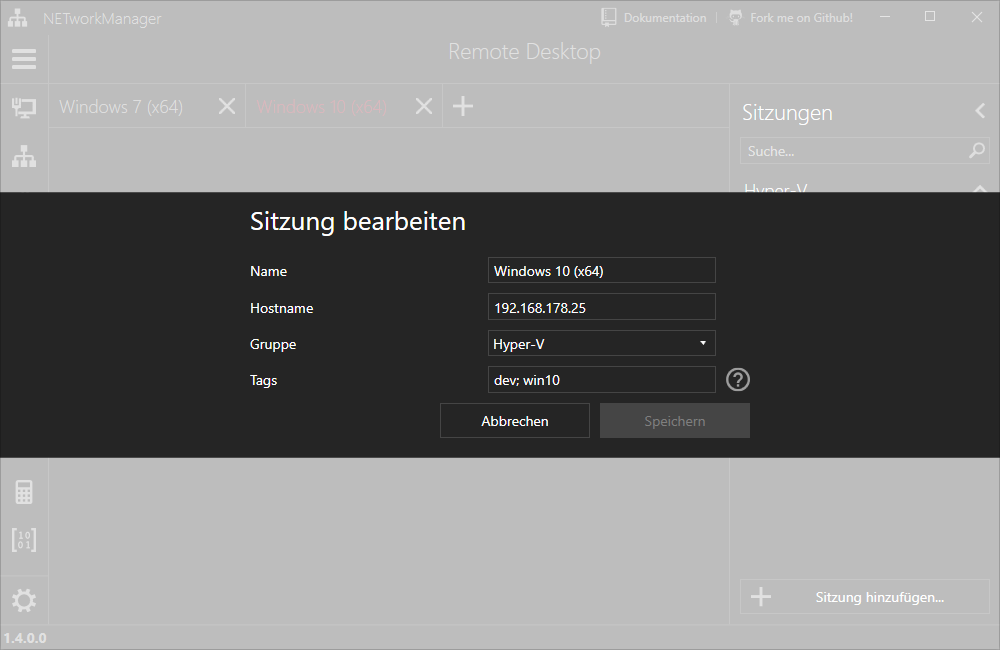 NETworkManager Dokumentation Fork me on Github!
Remote Desktop
Windows 7 (x64) Windows 10 (x64)
Sitzungen
Suche...
Hyper-V
Sitzung bearbeiten
Name Windows 10 (x64)
Hostname 192.168.178.25
Gruppe Hyper-V
Tags dev; win10
Abbrechen Speichern
10
01
Sitzung hinzufügen...
1.4.0.0